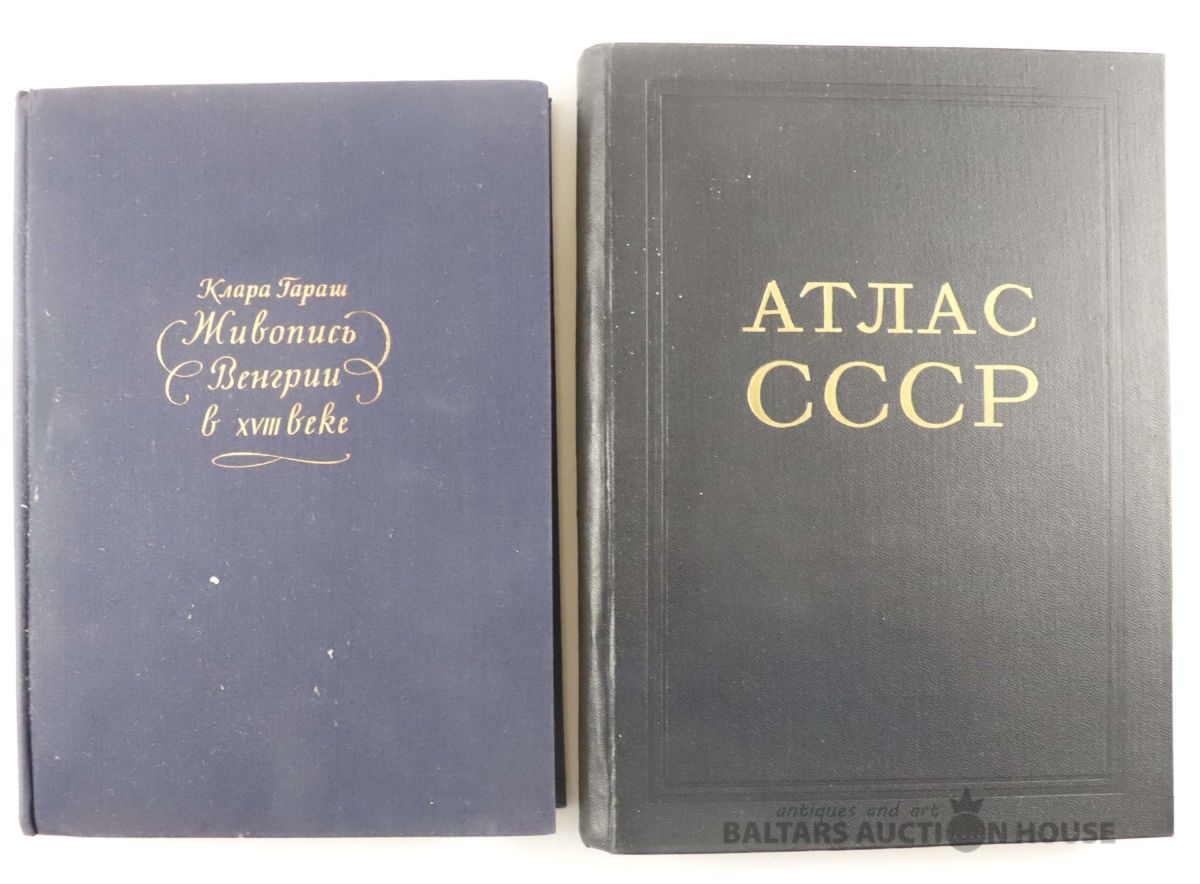 Клара Гараш
Живопись
Венгрии
в XVIII веке
АТЛАС
СССР
antiques and art
BALTARS AUCTION HOUSE